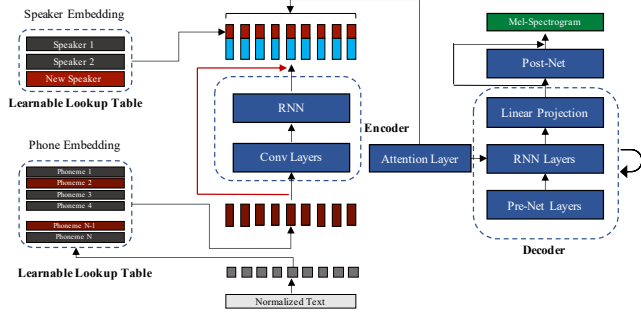 Speaker Embedding
Speaker 1
Speaker 2
New Speaker
Learnable Lookup Table
Phone Embedding
Phoneme 1
Phoneme 2
Phoneme 3
Phoneme 4
Phoneme N-1
Phoneme N
Learnable Lookup Table
RNN
Conv Layers
Encoder
Normalized Text
Attention Layer
Mel-Spectrogram
Post-Net
Linear Projection
RNN Layers
Pre-Net Layers
Decoder